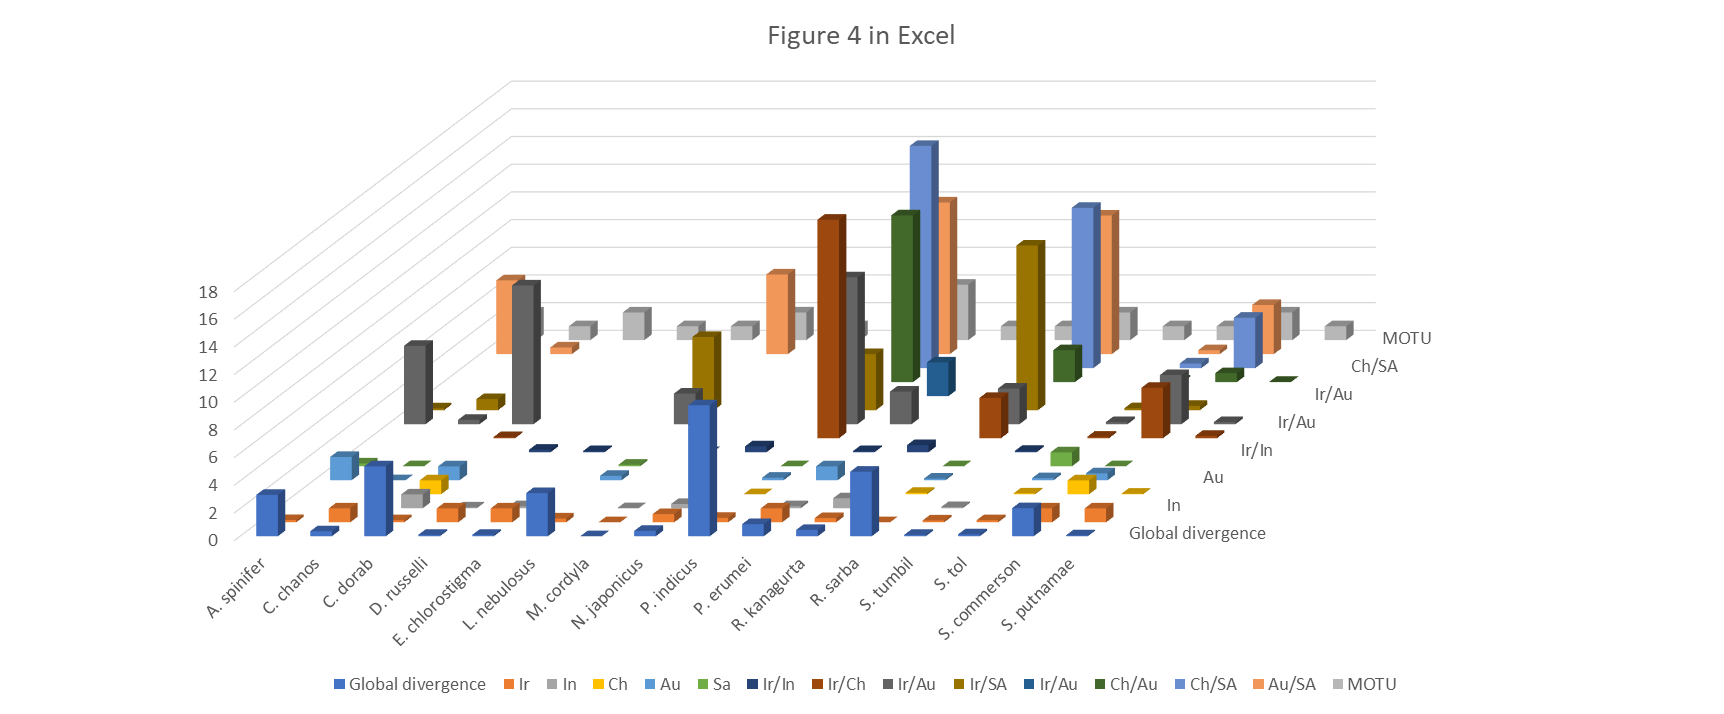 Figure 4 in Excel
18
16
14
12
10
8
6
4
2
0
MOTU
Ch/SA
Ir/Au
Ir/Au
Ir/In
Au
In
Global divergence
A. spinifer
C. chanos
C. dorab
D. russelli
E. chlorostigma
L. nebulosus
M. cordyla
N. japonicus
P. indicus
P. erumei
R. kanagurta
R. sarba
S. tumbil
S. tol
S. commerson
S. putnamae
Global divergence Ir In Ch Au Sa Ir/In Ir/Ch Ir/Au Ir/SA Ir/Au Ch/Au Ch/SA Au/SA MOTU